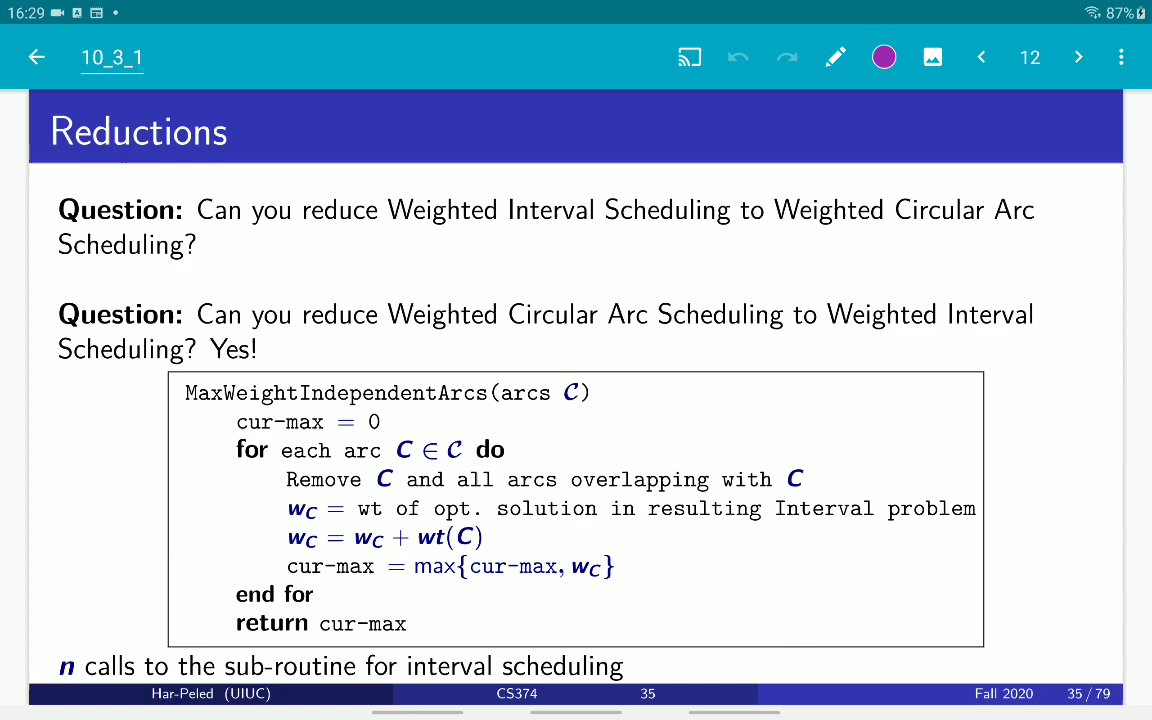 16:29 87%
10_3_1 12
Reductions
Question: Can you reduce Weighted Interval Scheduling to Weighted Circular Arc
Scheduling?
Question: Can you reduce Weighted Circular Arc Scheduling to Weighted Interval
Scheduling? Yes!
MaxWeightIndependentArcs(arcs 𝒞)
cur-max = 0
for each arc C ∈ 𝒞 do
Remove C and all arcs overlapping with C
w_C = wt of opt. solution in resulting Interval problem
w_C = w_C + wt(C)
cur-max = max{cur-max, w_C}
end for
return cur-max
n calls to the sub-routine for interval scheduling
Har-Peled (UIUC) CS374 35 Fall 2020 35 / 79